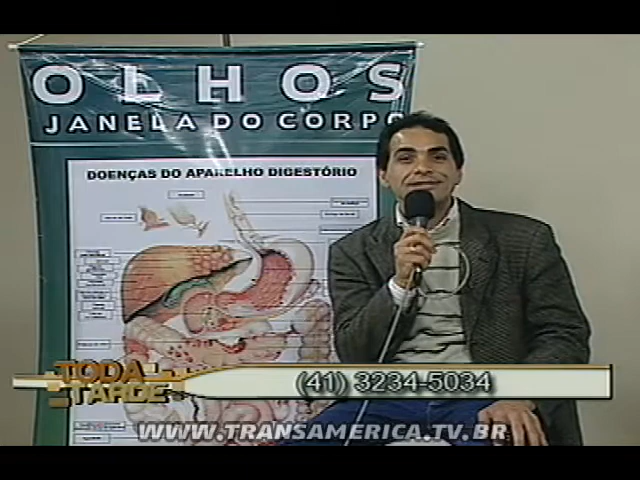 OLHOS
JANELA DO CORPO
DOENÇAS DO APARELHO DIGESTÓRIO
TODA
TARDE
(41) 3234-5034
WWW.TRANSAMERICA.TV.BR